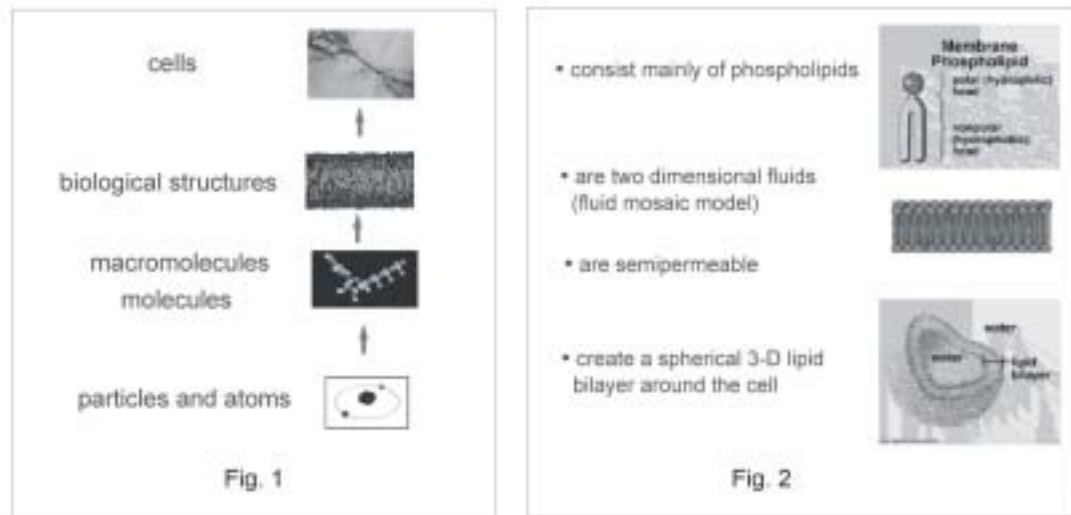 cells
biological structures
macromolecules
molecules
particles and atoms
Fig. 1
• consist mainly of phospholipids
Membrane
Phospholipid
polar (hydrophilic)
head
nonpolar
(hydrophobic)
head
• are two dimensional fluids
(fluid mosaic model)
• are semipermeable
• create a spherical 3-D lipid
bilayer around the cell
water
water
lipid
bilayer
Fig. 2